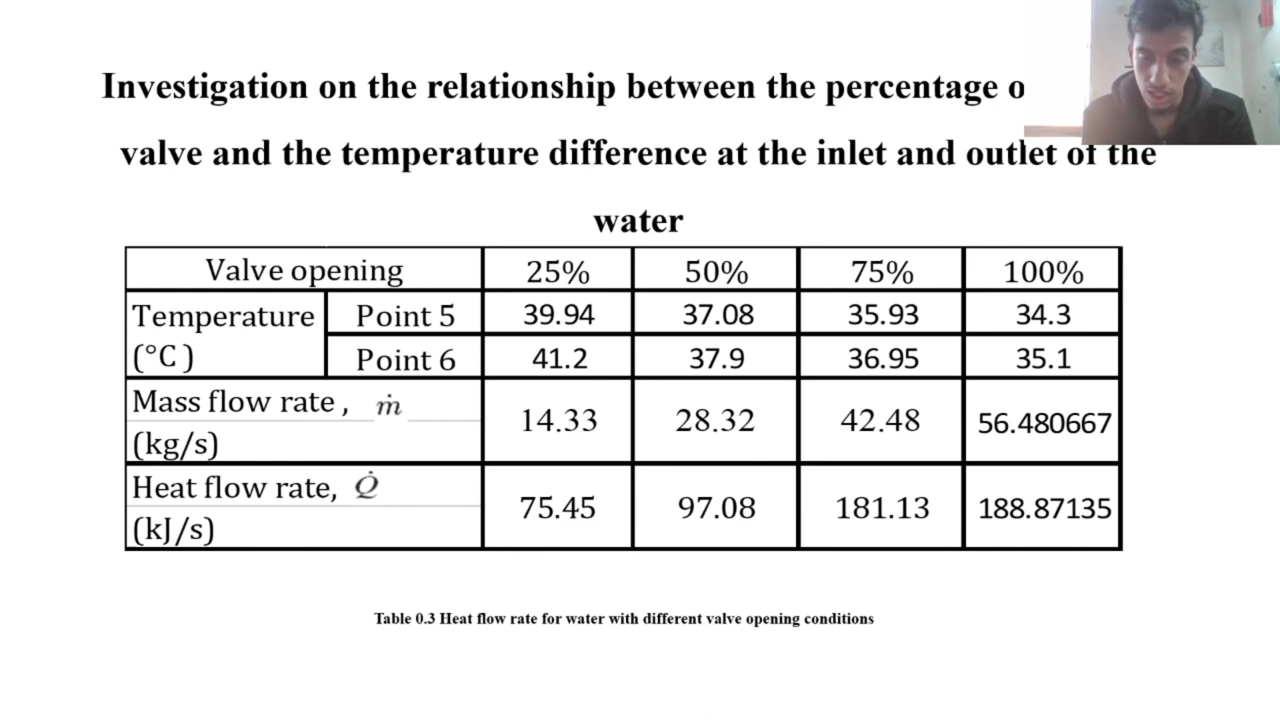 Investigation on the relationship between the percentage
valve and the temperature difference at the inlet and outlet of the
water
Valve opening 25% 50% 75% 100%
Temperature (°C) Point 5 39.94 37.08 35.93 34.3
Point 6 41.2 37.9 36.95 35.1
Mass flow rate , ṁ (kg/s) 14.33 28.32 42.48 56.480667
Heat flow rate, Q̇ (kJ/s) 75.45 97.08 181.13 188.87135
Table 0.3 Heat flow rate for water with different valve opening conditions